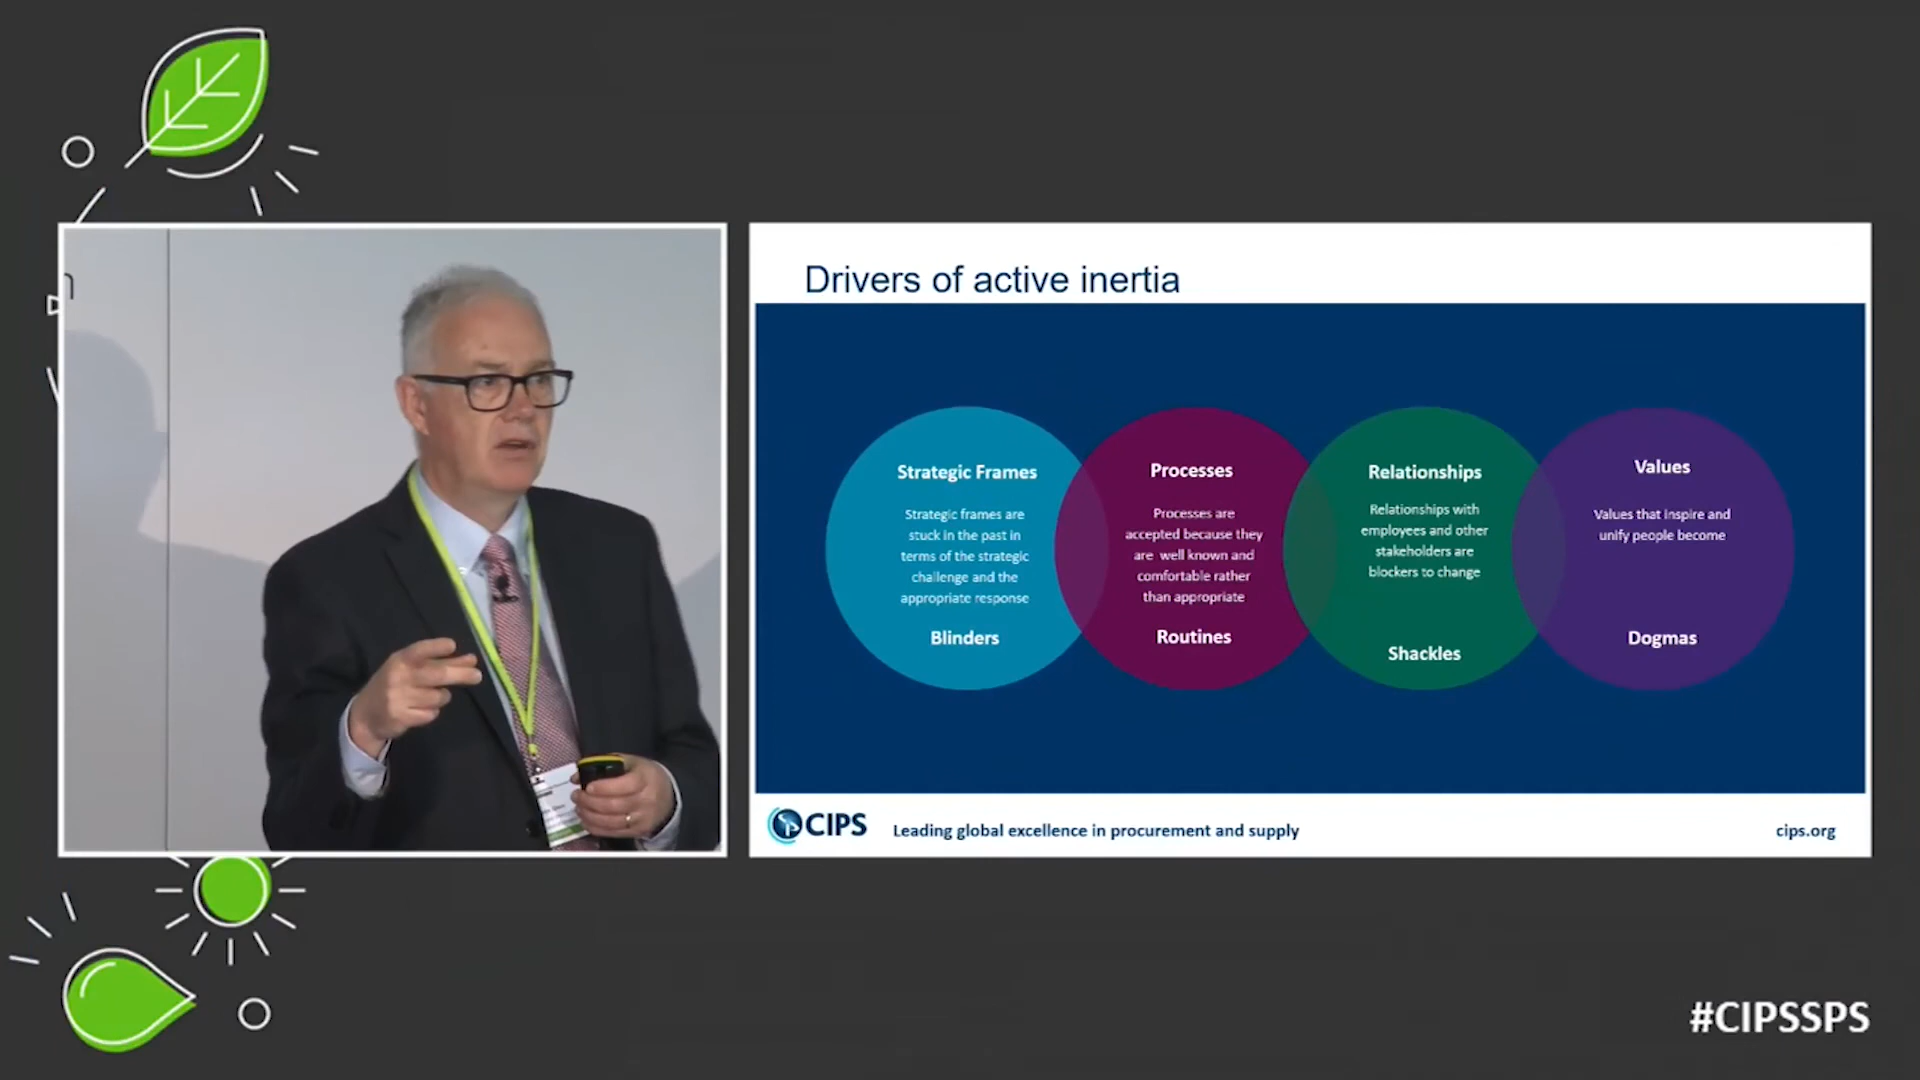 Drivers of active inertia
Strategic Frames
Strategic frames are
stuck in the past in
terms of the strategic
challenge and the
appropriate response
Blinders
Processes
Processes are
accepted because they
are well known and
comfortable rather
than appropriate
Routines
Relationships
Relationships with
employees and other
stakeholders are
blockers to change
Shackles
Values
Values that inspire and
unify people become
Dogmas
CIPS
Leading global excellence in procurement and supply
cips.org
#CIPSSPS